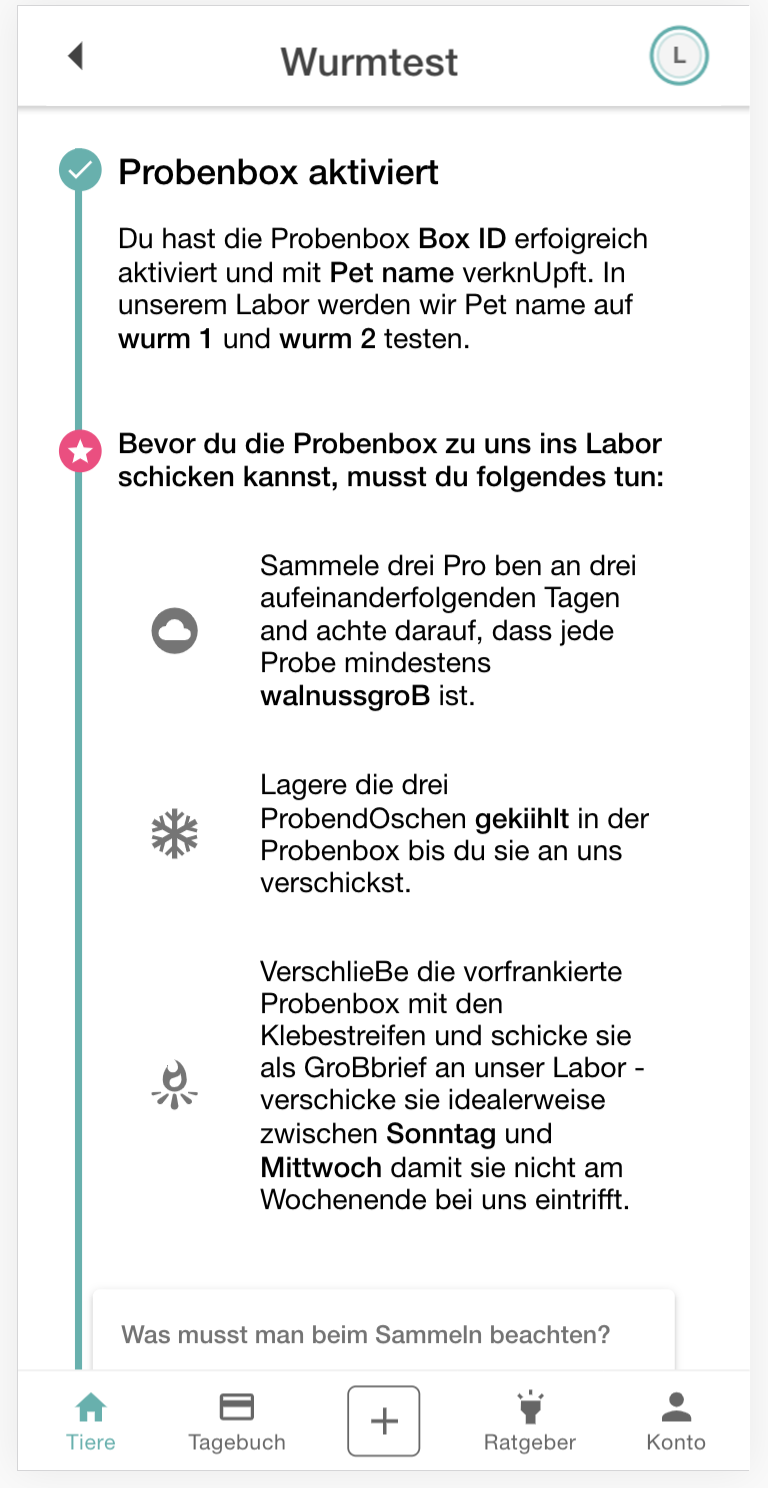 Wurmtest
L
Probenbox aktiviert
Du hast die Probenbox Box ID erfoigreich
aktiviert und mit Pet name verknUpft. In
unserem Labor werden wir Pet name auf
wurm 1 und wurm 2 testen.
Bevor du die Probenbox zu uns ins Labor
schicken kannst, musst du folgendes tun:
Sammele drei Pro ben an drei
aufeinanderfolgenden Tagen
and achte darauf, dass jede
Probe mindestens
walnussgroB ist.
Lagere die drei
ProbendOschen gekiihlt in der
Probenbox bis du sie an uns
verschickst.
VerschlieBe die vorfrankierte
Probenbox mit den
Klebestreifen und schicke sie
als GroBbrief an unser Labor -
verschicke sie idealerweise
zwischen Sonntag und
Mittwoch damit sie nicht am
Wochenende bei uns eintrifft.
Was musst man beim Sammeln beachten?
Tiere
Tagebuch
+
Ratgeber
Konto